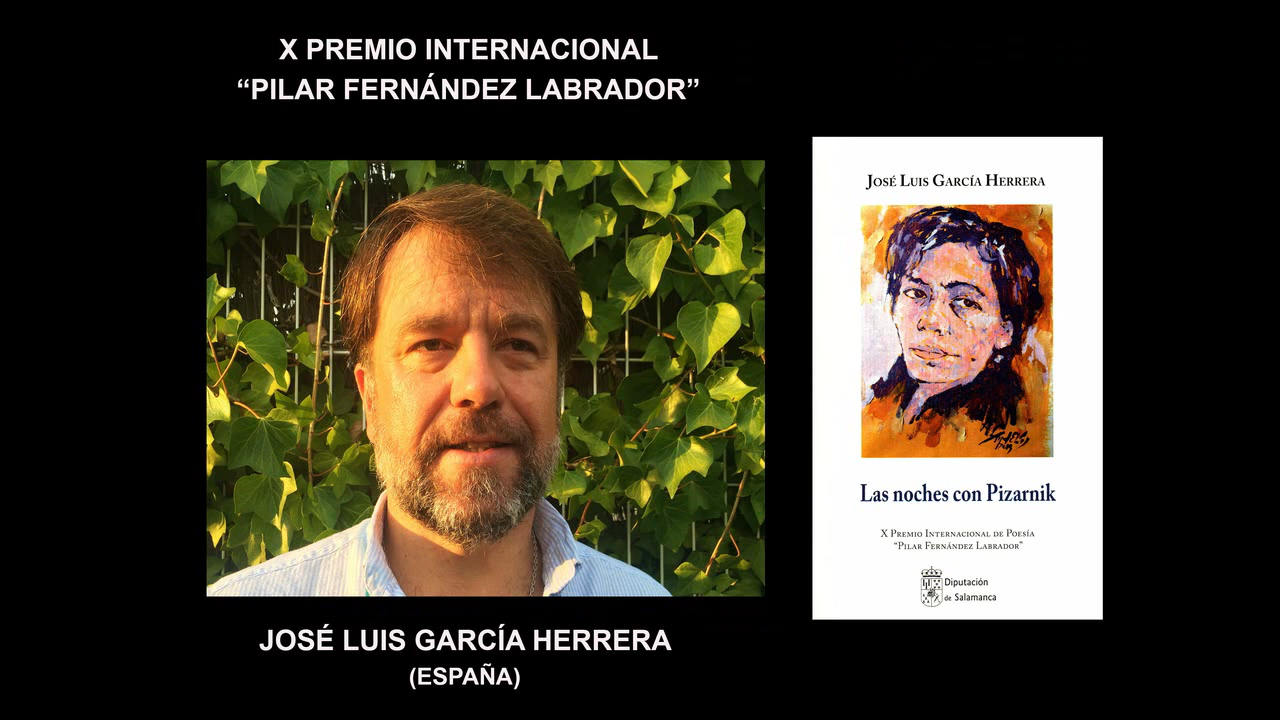 X PREMIO INTERNACIONAL
“PILAR FERNÁNDEZ LABRADOR”
JOSÉ LUIS GARCÍA HERRERA
(ESPAÑA)
JOSÉ LUIS GARCÍA HERRERA
Las noches con Pizarnik
X PREMIO INTERNACIONAL DE POESÍA
“PILAR FERNÁNDEZ LABRADOR”
Diputación
de Salamanca